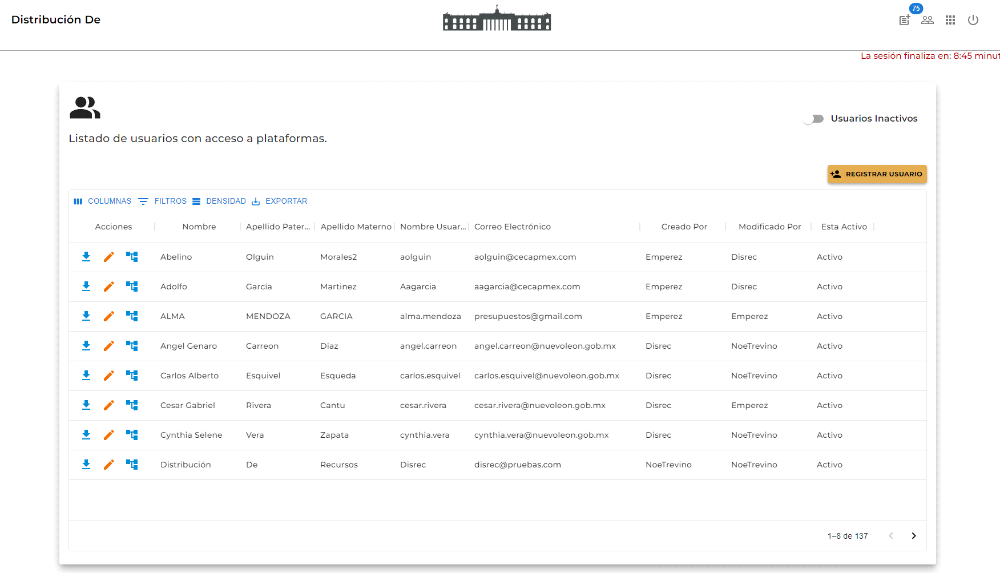 Distribución De
75
La sesión finaliza en: 8:45 minut
Usuarios Inactivos
Listado de usuarios con acceso a plataformas.
REGISTRAR USUARIO
COLUMNAS FILTROS DENSIDAD EXPORTAR
Acciones Nombre Apellido Pater... Apellido Materno Nombre Usuar... Correo Electrónico Creado Por Modificado Por Esta Activo
Abelino Olguin Morales2 aolguin aolguin@cecapmex.com Emperez Disrec Activo
Adolfo García Martinez Aagarcia aagarcia@cecapmex.com Emperez Disrec Activo
ALMA MENDOZA GARCIA alma.mendoza presupuestos@gmail.com Emperez Emperez Activo
Angel Genaro Carreon Diaz angel.carreon angel.carreon@nuevoleon.gob.mx Disrec NoeTrevino Activo
Carlos Alberto Esquivel Esqueda carlos.esquivel carlos.esquivel@nuevoleon.gob.mx Disrec NoeTrevino Activo
Cesar Gabriel Rivera Cantu cesar.rivera cesar.rivera@nuevoleon.gob.mx Disrec Emperez Activo
Cynthia Selene Vera Zapata cynthia.vera cynthia.vera@nuevoleon.gob.mx Disrec NoeTrevino Activo
Distribución De Recursos Disrec disrec@pruebas.com NoeTrevino NoeTrevino Activo
1–8 de 137